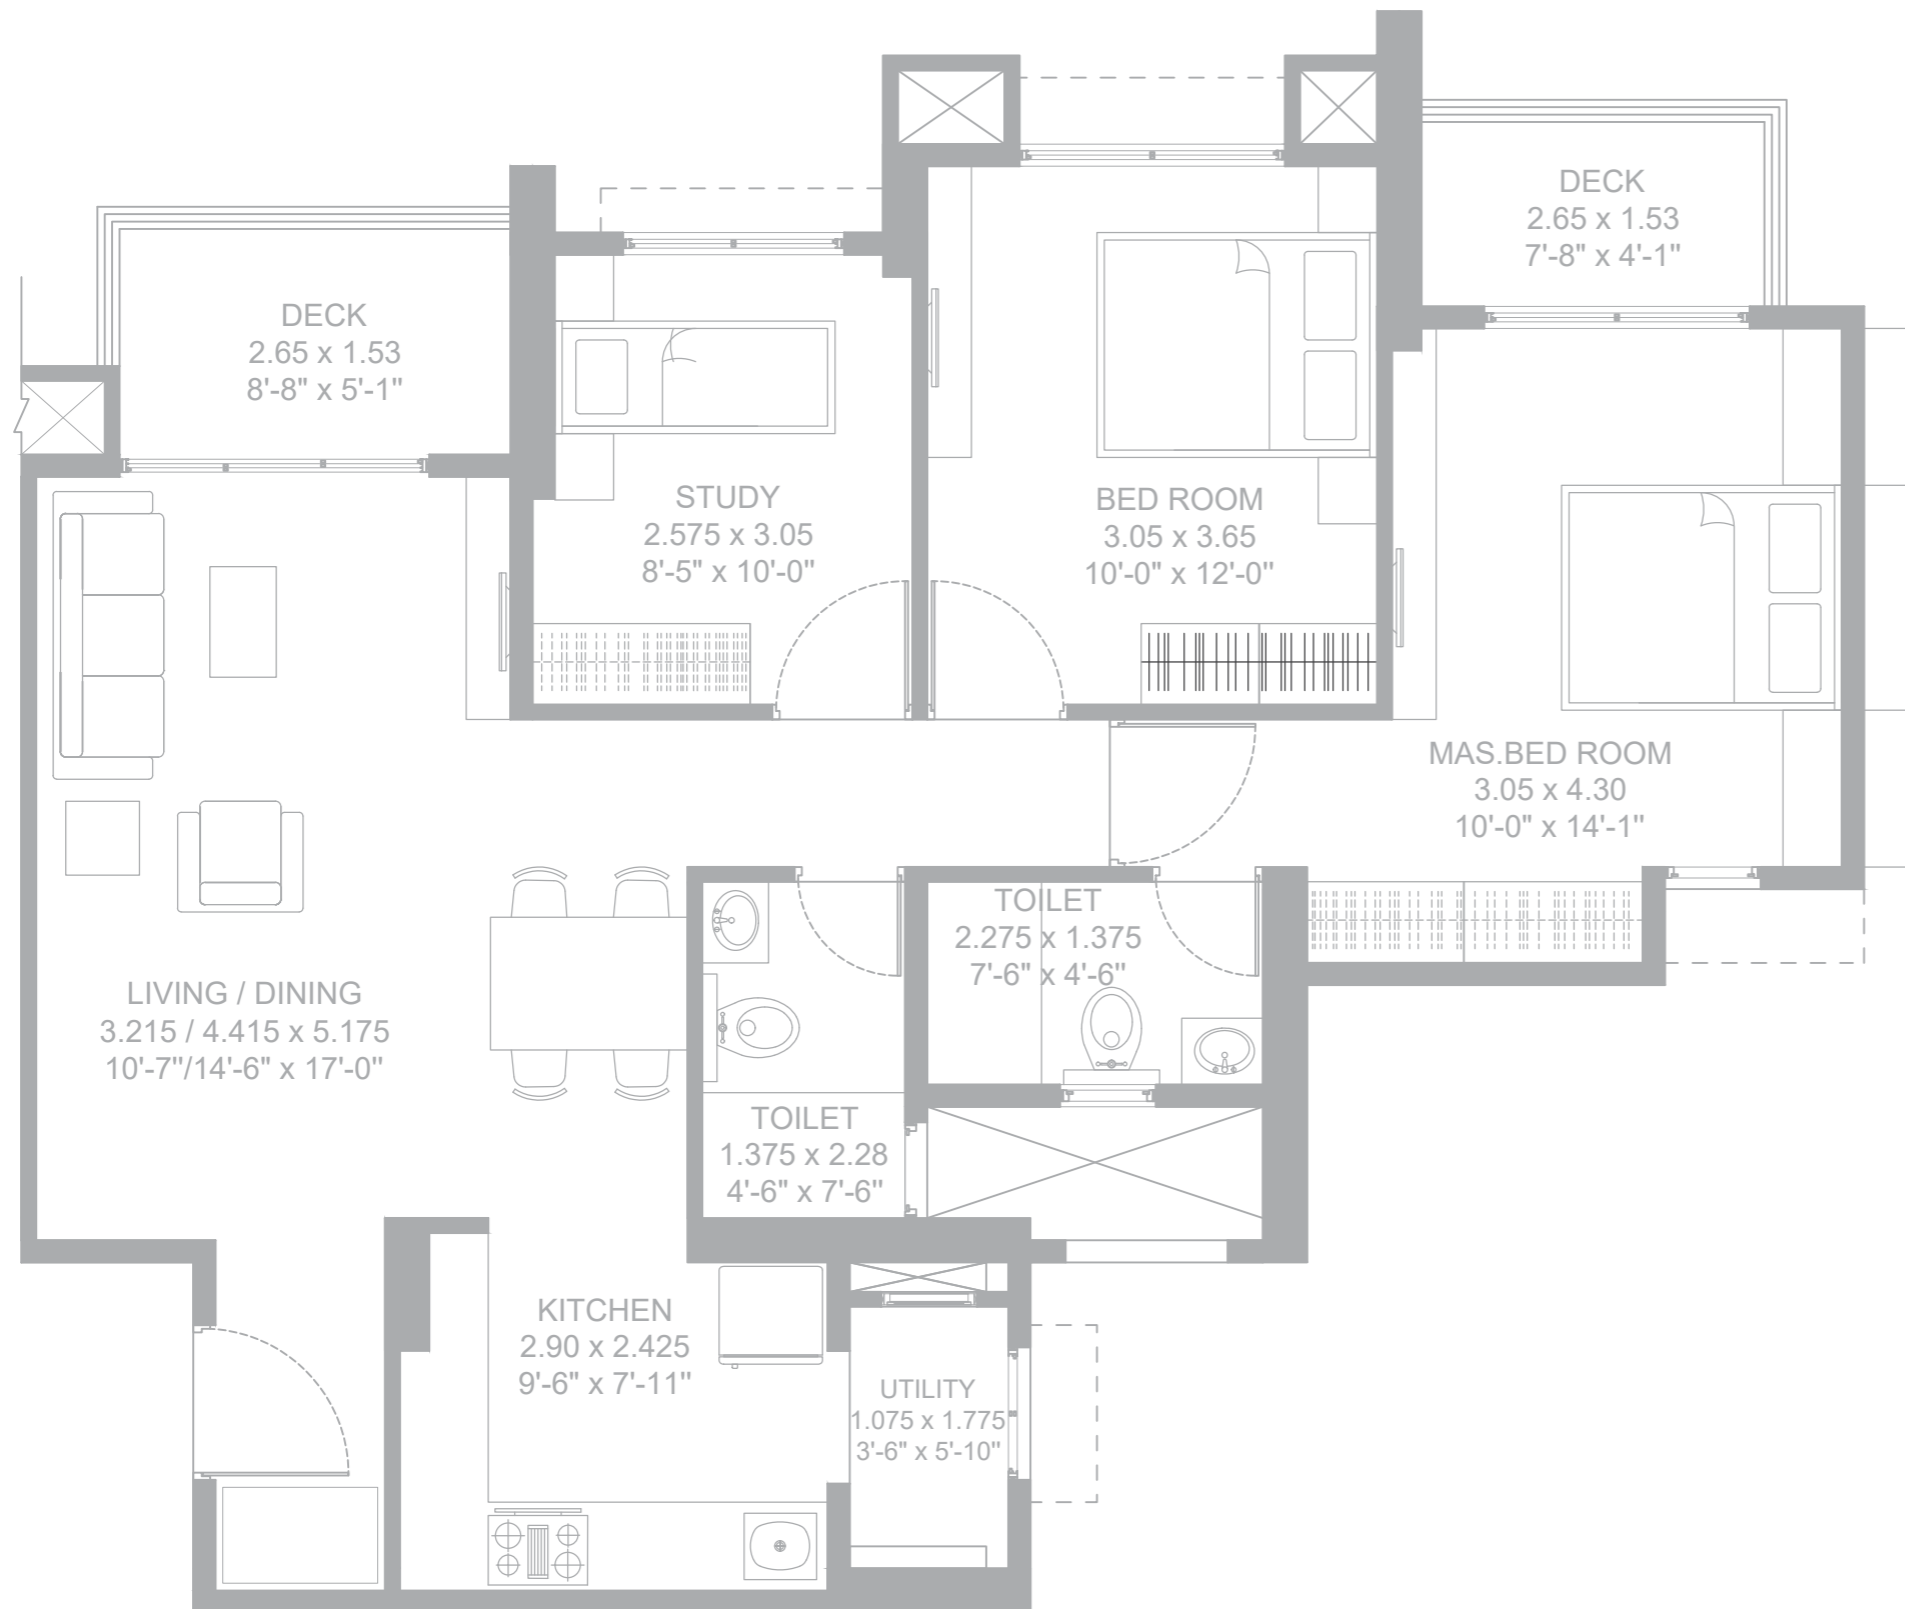 DECK
2.65 x 1.53
7'-8" x 4'-1"
DECK
2.65 x 1.53
8'-8" x 5'-1"
STUDY
2.575 x 3.05
8'-5" x 10'-0"
BED ROOM
3.05 x 3.65
10'-0" x 12'-0"
MAS.BED ROOM
3.05 x 4.30
10'-0" x 14'-1"
TOILET
2.275 x 1.375
7'-6" x 4'-6"
LIVING / DINING
3.215 / 4.415 x 5.175
10'-7"/14'-6" x 17'-0"
TOILET
1.375 x 2.28
4'-6" x 7'-6"
KITCHEN
2.90 x 2.425
9'-6" x 7'-11"
UTILITY
1.075 x 1.775
3'-6" x 5'-10"